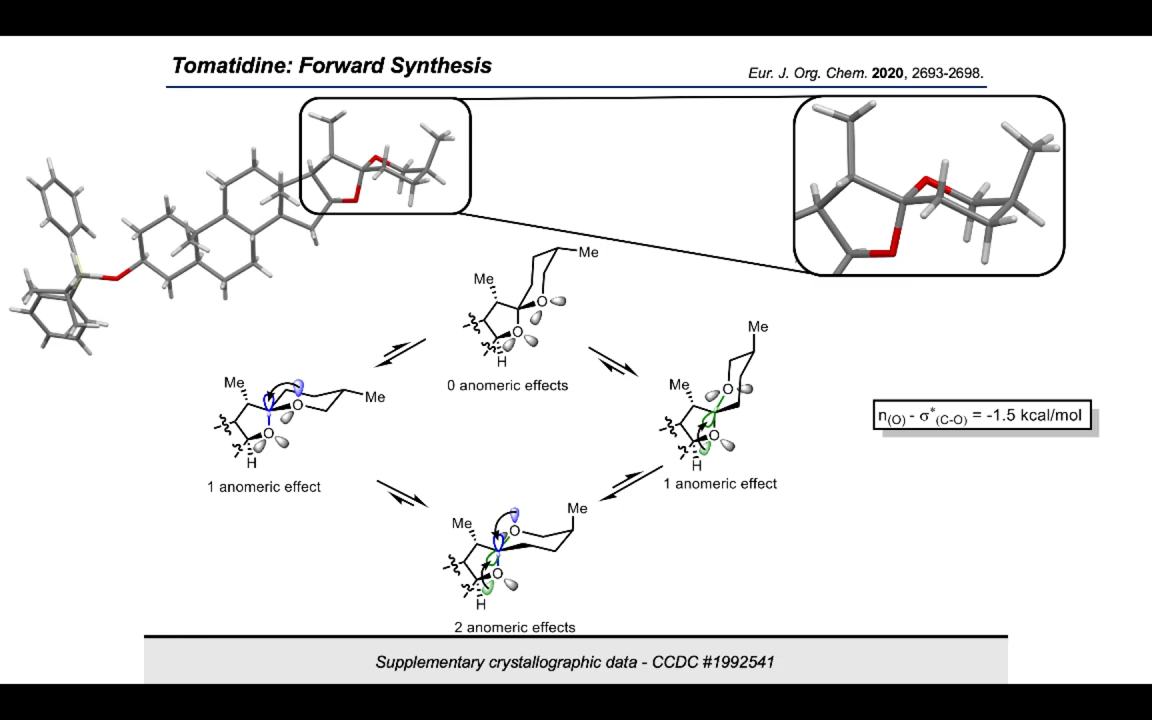 Tomatidine: Forward Synthesis
Eur. J. Org. Chem. 2020, 2693-2698.
Me
Me
O
O
H
0 anomeric effects
Me
Me
O
O
H
1 anomeric effect
Me
Me
O
O
H
1 anomeric effect
n(O) - σ*(C-O) = -1.5 kcal/mol
Me
Me
O
O
H
2 anomeric effects
Supplementary crystallographic data - CCDC #1992541